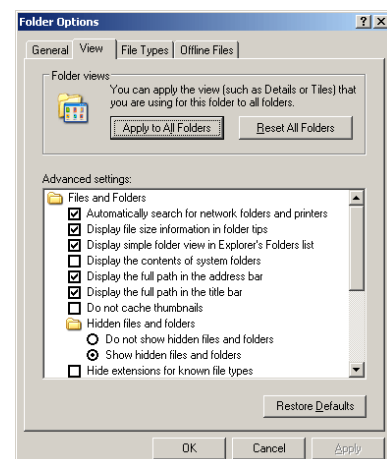 Folder Options
General
View
File Types
Offline Files
Folder views
You can apply the view (such as Details or Tiles) that
you are using for this folder to all folders.
Apply to All Folders
Reset All Folders
Advanced settings:
Files and Folders
Automatically search for network folders and printers
Display file size information in folder tips
Display simple folder view in Explorer's Folders list
Display the contents of system folders
Display the full path in the address bar
Display the full path in the title bar
Do not cache thumbnails
Hidden files and folders
Do not show hidden files and folders
Show hidden files and folders
Hide extensions for known file types
Restore Defaults
OK
Cancel
Apply